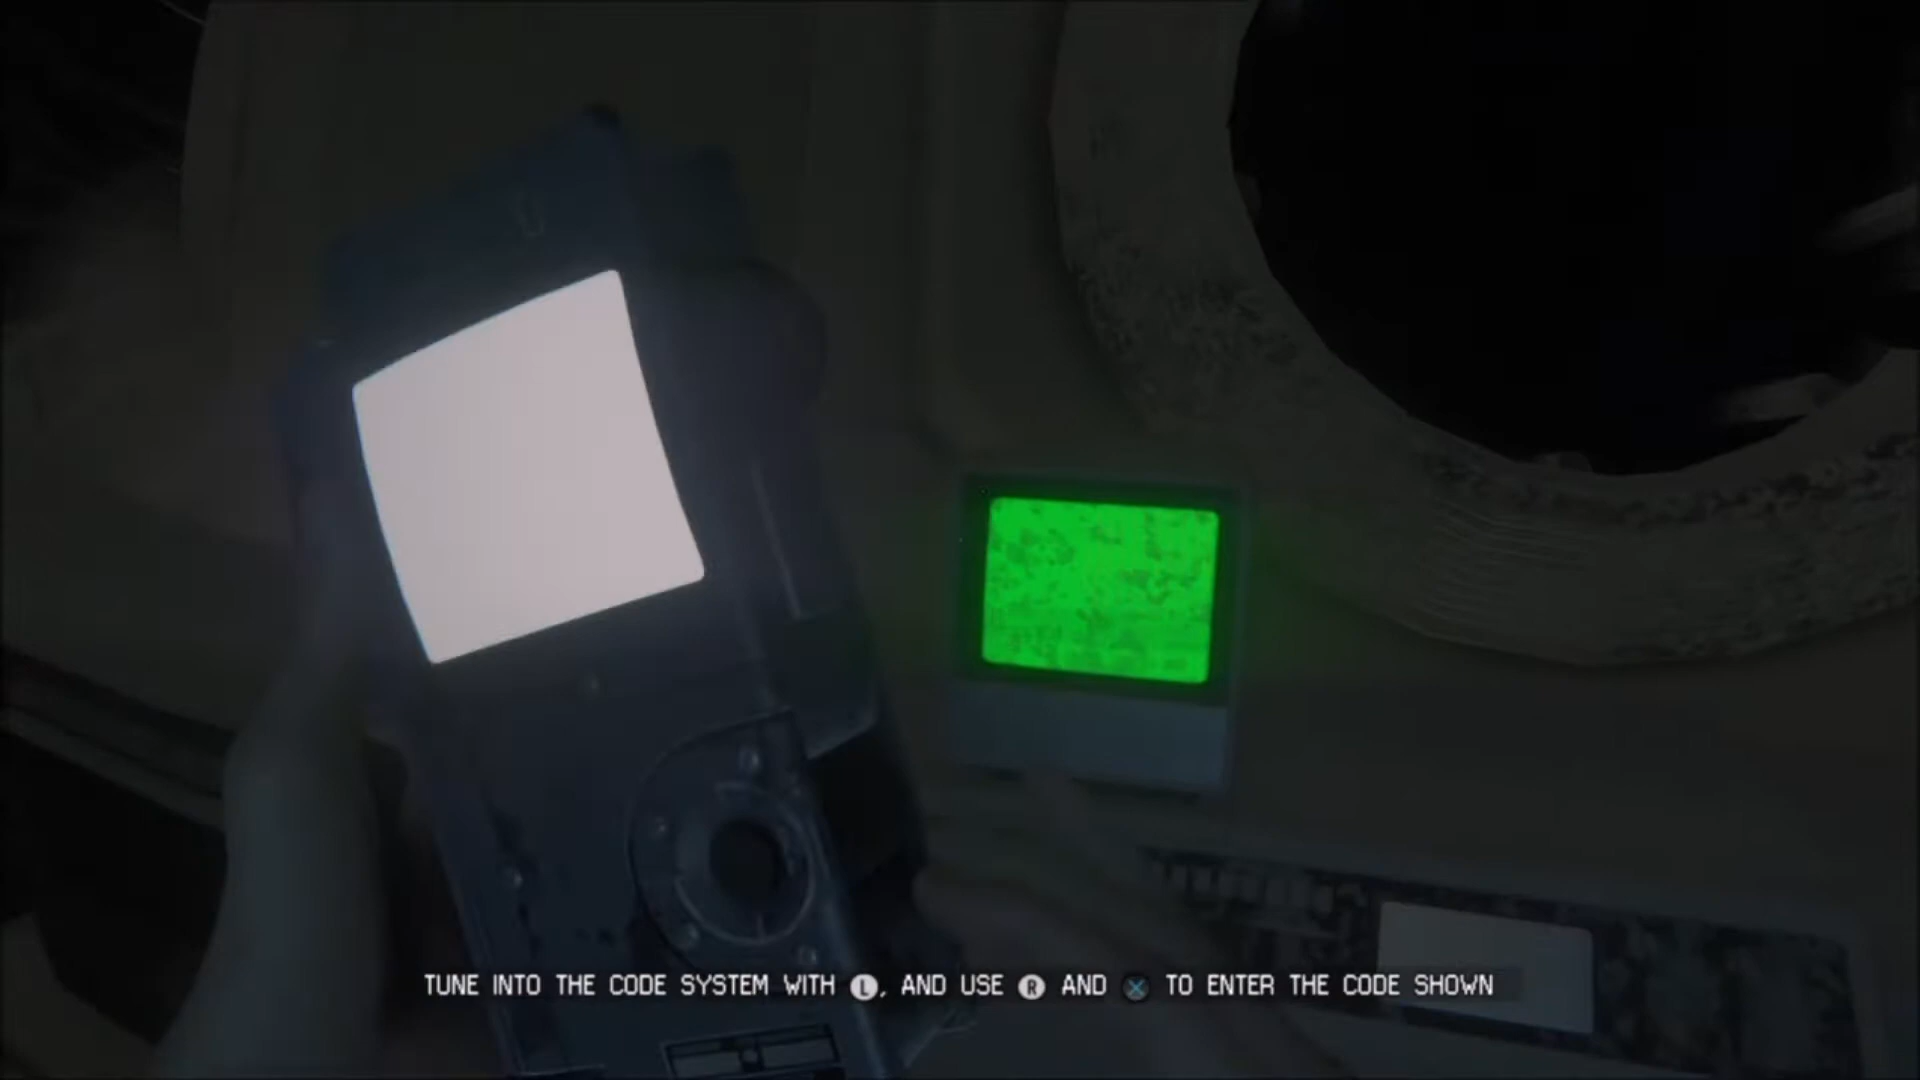 TUNE INTO THE CODE SYSTEM WITH L, AND USE R AND X TO ENTER THE CODE SHOWN